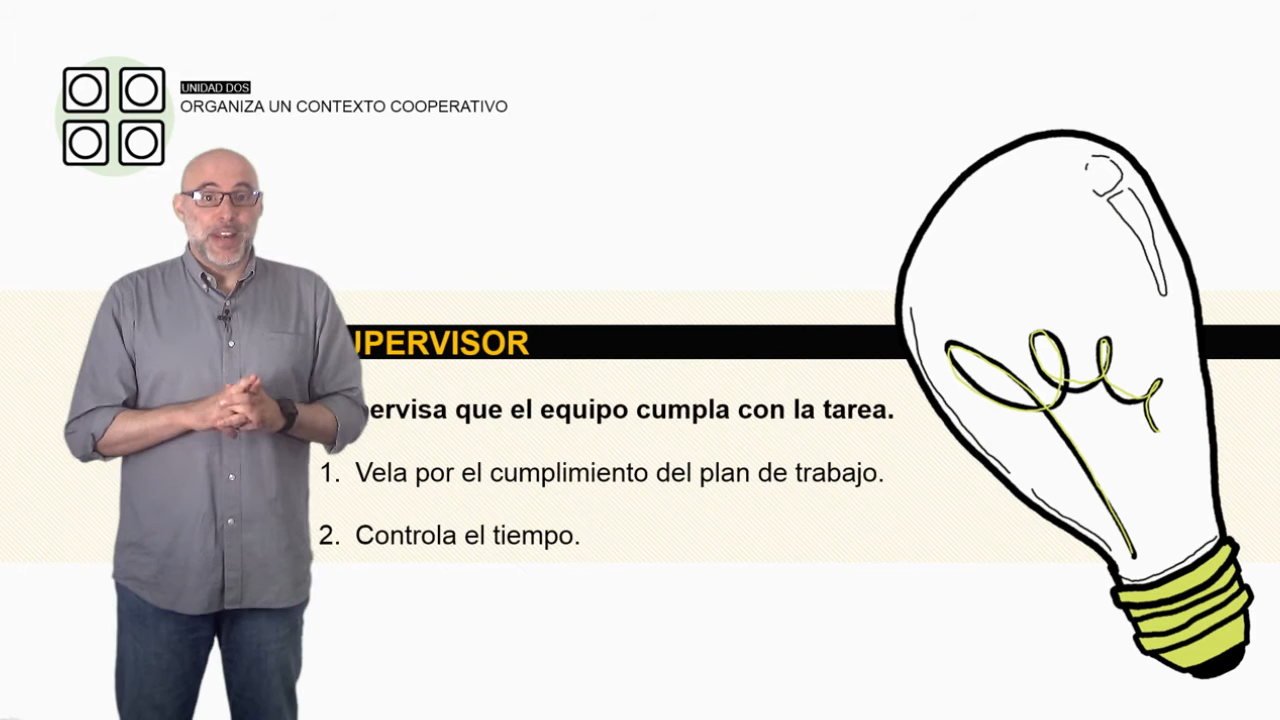 UNIDAD DOS
ORGANIZA UN CONTEXTO COOPERATIVO
UPERVISOR
ervisa que el equipo cumpla con la tarea.
1. Vela por el cumplimiento del plan de trabajo.
2. Controla el tiempo.